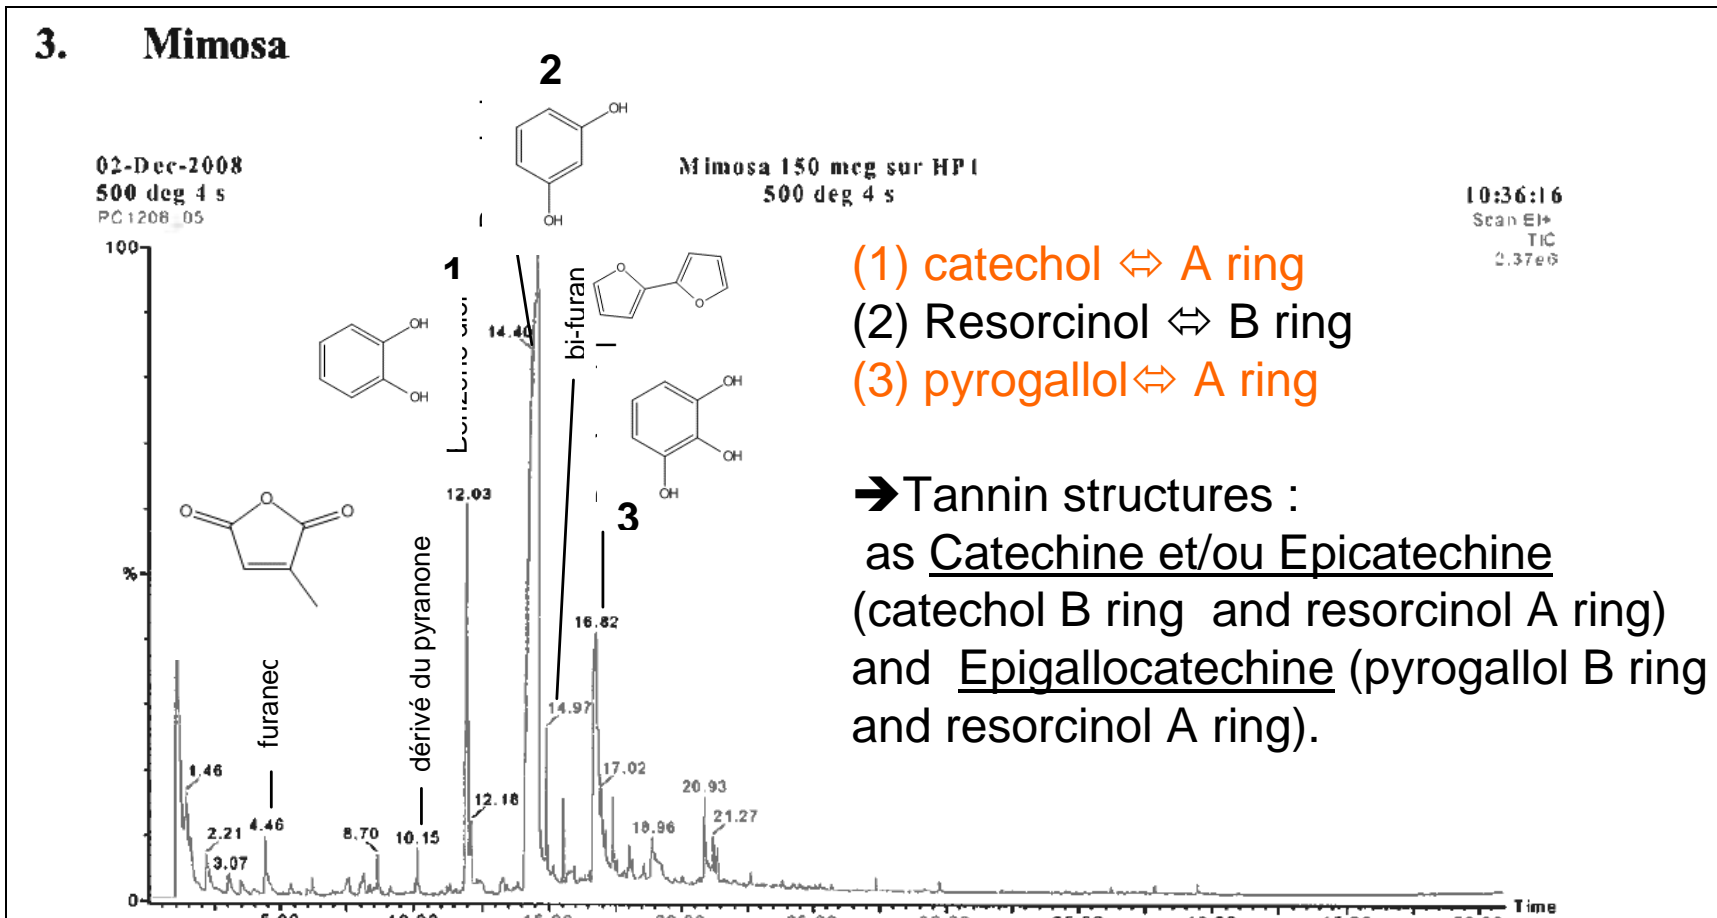 3. Mimosa
2
OH
OH
02-Dec-2008
500 deg 4 s
PC1208_05
Mimosa 150 mcg sur HP1
500 deg 4 s
10:36:16
Scan EI+
TIC
2.37e6
100
%
0
1
OH
OH
14.40
bi-furan
O
O
(1) catechol ⇔ A ring
(2) Resorcinol ⇔ B ring
(3) pyrogallol⇔ A ring
OH
OH
OH
3
12.03
O
O
O
furanec
dérivé du pyranone
➔Tannin structures :
as Catechine et/ou Epicatechine
(catechol B ring and resorcinol A ring)
and Epigallocatechine (pyrogallol B ring
and resorcinol A ring).
16.82
14.97
17.02
1.46
2.21
3.07
4.46
8.70
10.15
12.18
18.96
20.93
21.27
Time